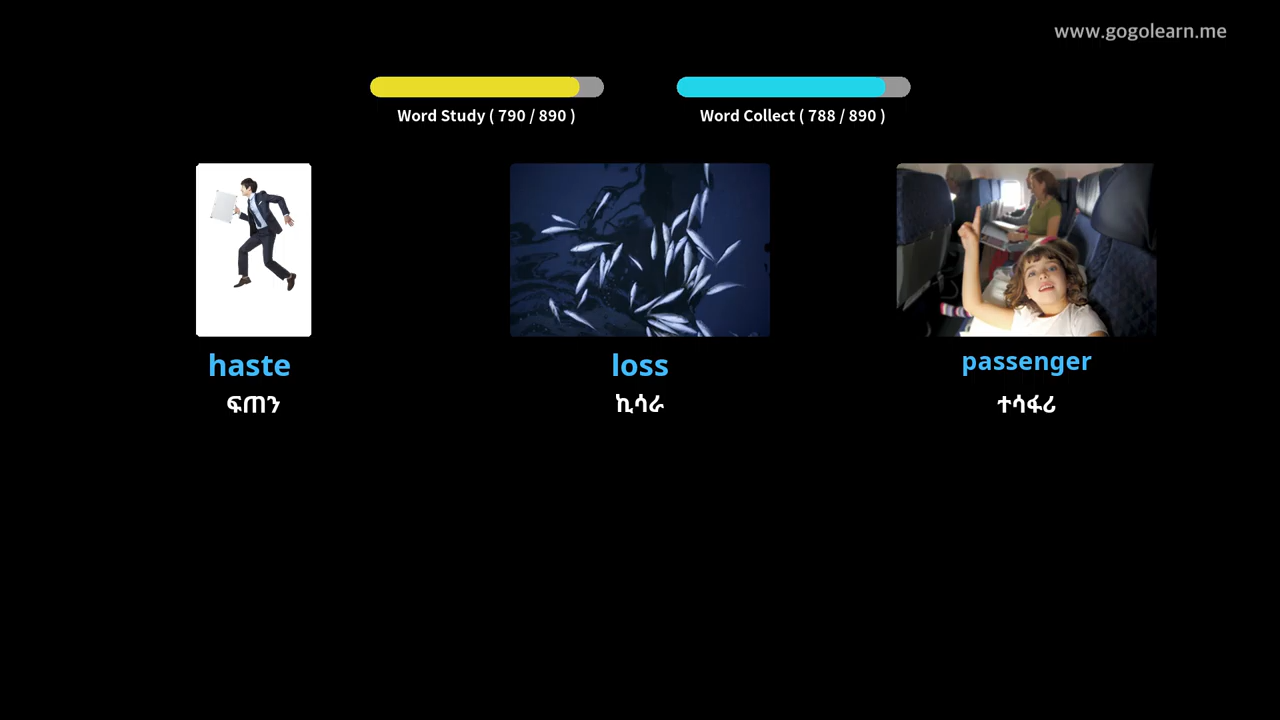 www.gogolearn.me
Word Study ( 790 / 890 )
Word Collect ( 788 / 890 )
haste
ፍጠን
loss
ኪሳራ
passenger
ተሳፋሪ